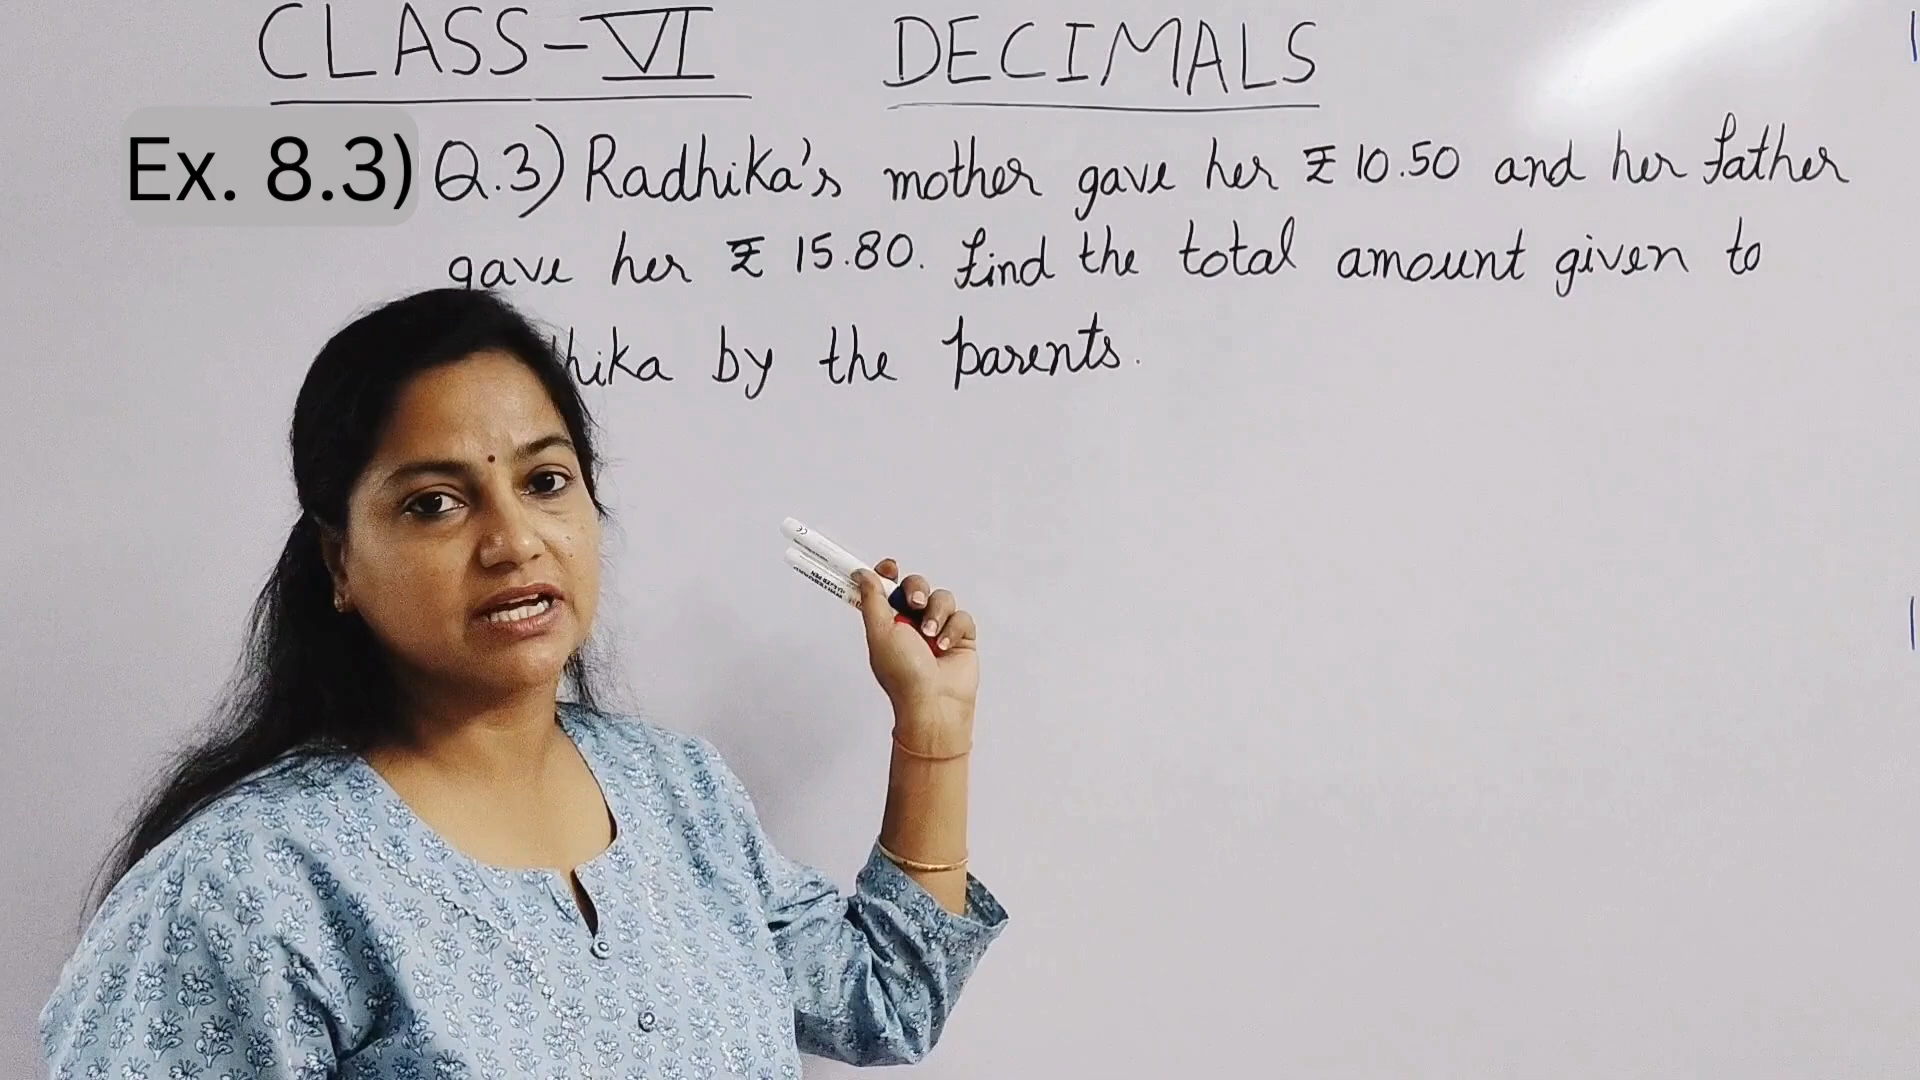 CLASS-VI DECIMALS
Ex. 8.3) Q.3) Radhika's mother gave her ₹ 10.50 and her father
gave her ₹ 15.80. find the total amount given to
hika by the parents.